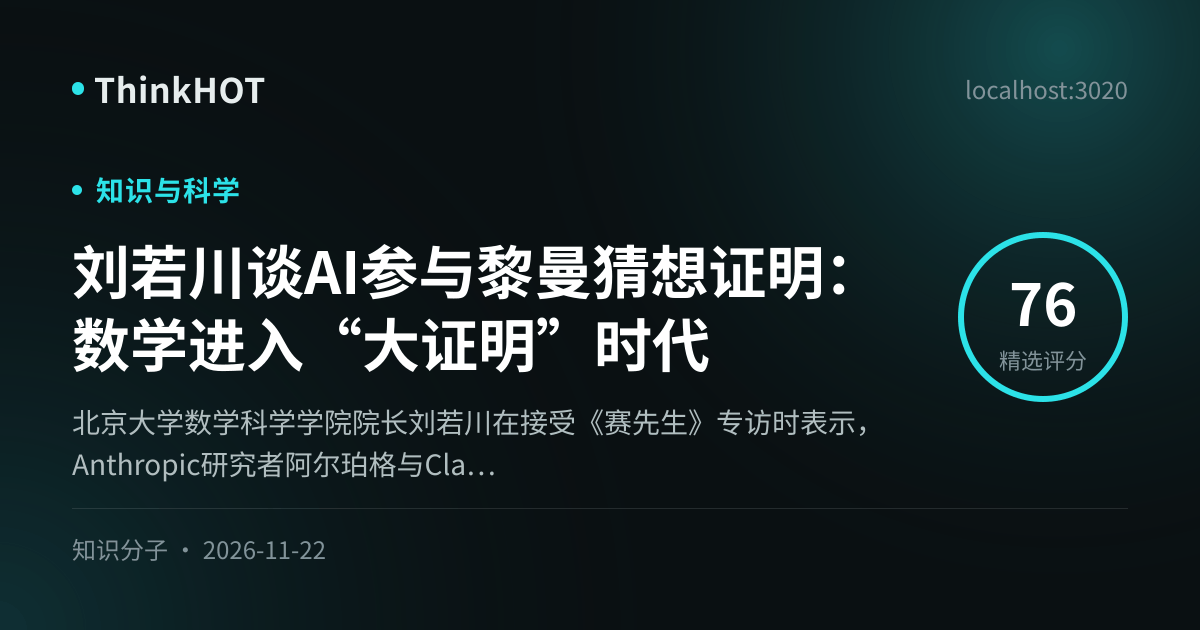 ThinkHOT
localhost:3020
知识与科学
刘若川谈AI参与黎曼猜想证明：
数学进入“大证明”时代
76
精选评分
北京大学数学科学学院院长刘若川在接受《赛先生》专访时表示，
Anthropic研究者阿尔珀格与Cla…
知识分子 · 2026-11-22